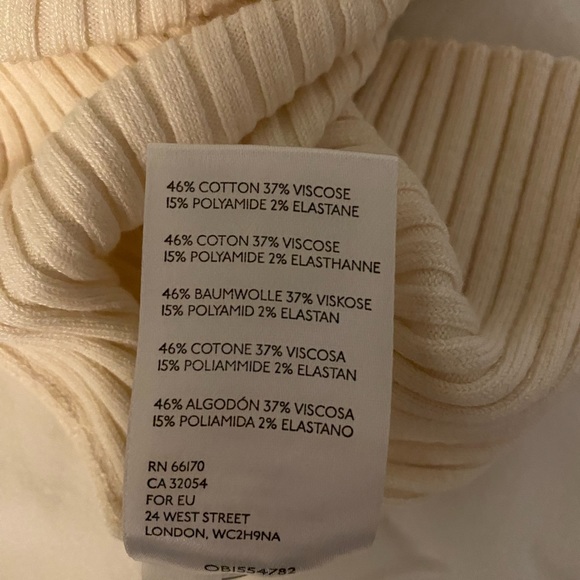 46% COTTON 37% VISCOSE
15% POLYAMIDE 2% ELASTANE
46% COTON 37% VISCOSE
15% POLYAMIDE 2% ELASTHANNE
46% BAUMWOLLE 37% VISKOSE
15% POLYAMID 2% ELASTAN
46% COTONE 37% VISCOSA
15% POLIAMMIDE 2% ELASTAN
46% ALGODÓN 37% VISCOSA
15% POLIAMIDA 2% ELASTANO
RN 66170
CA 32054
FOR EU
24 WEST STREET
LONDON, WC2H9NA
OBI554782